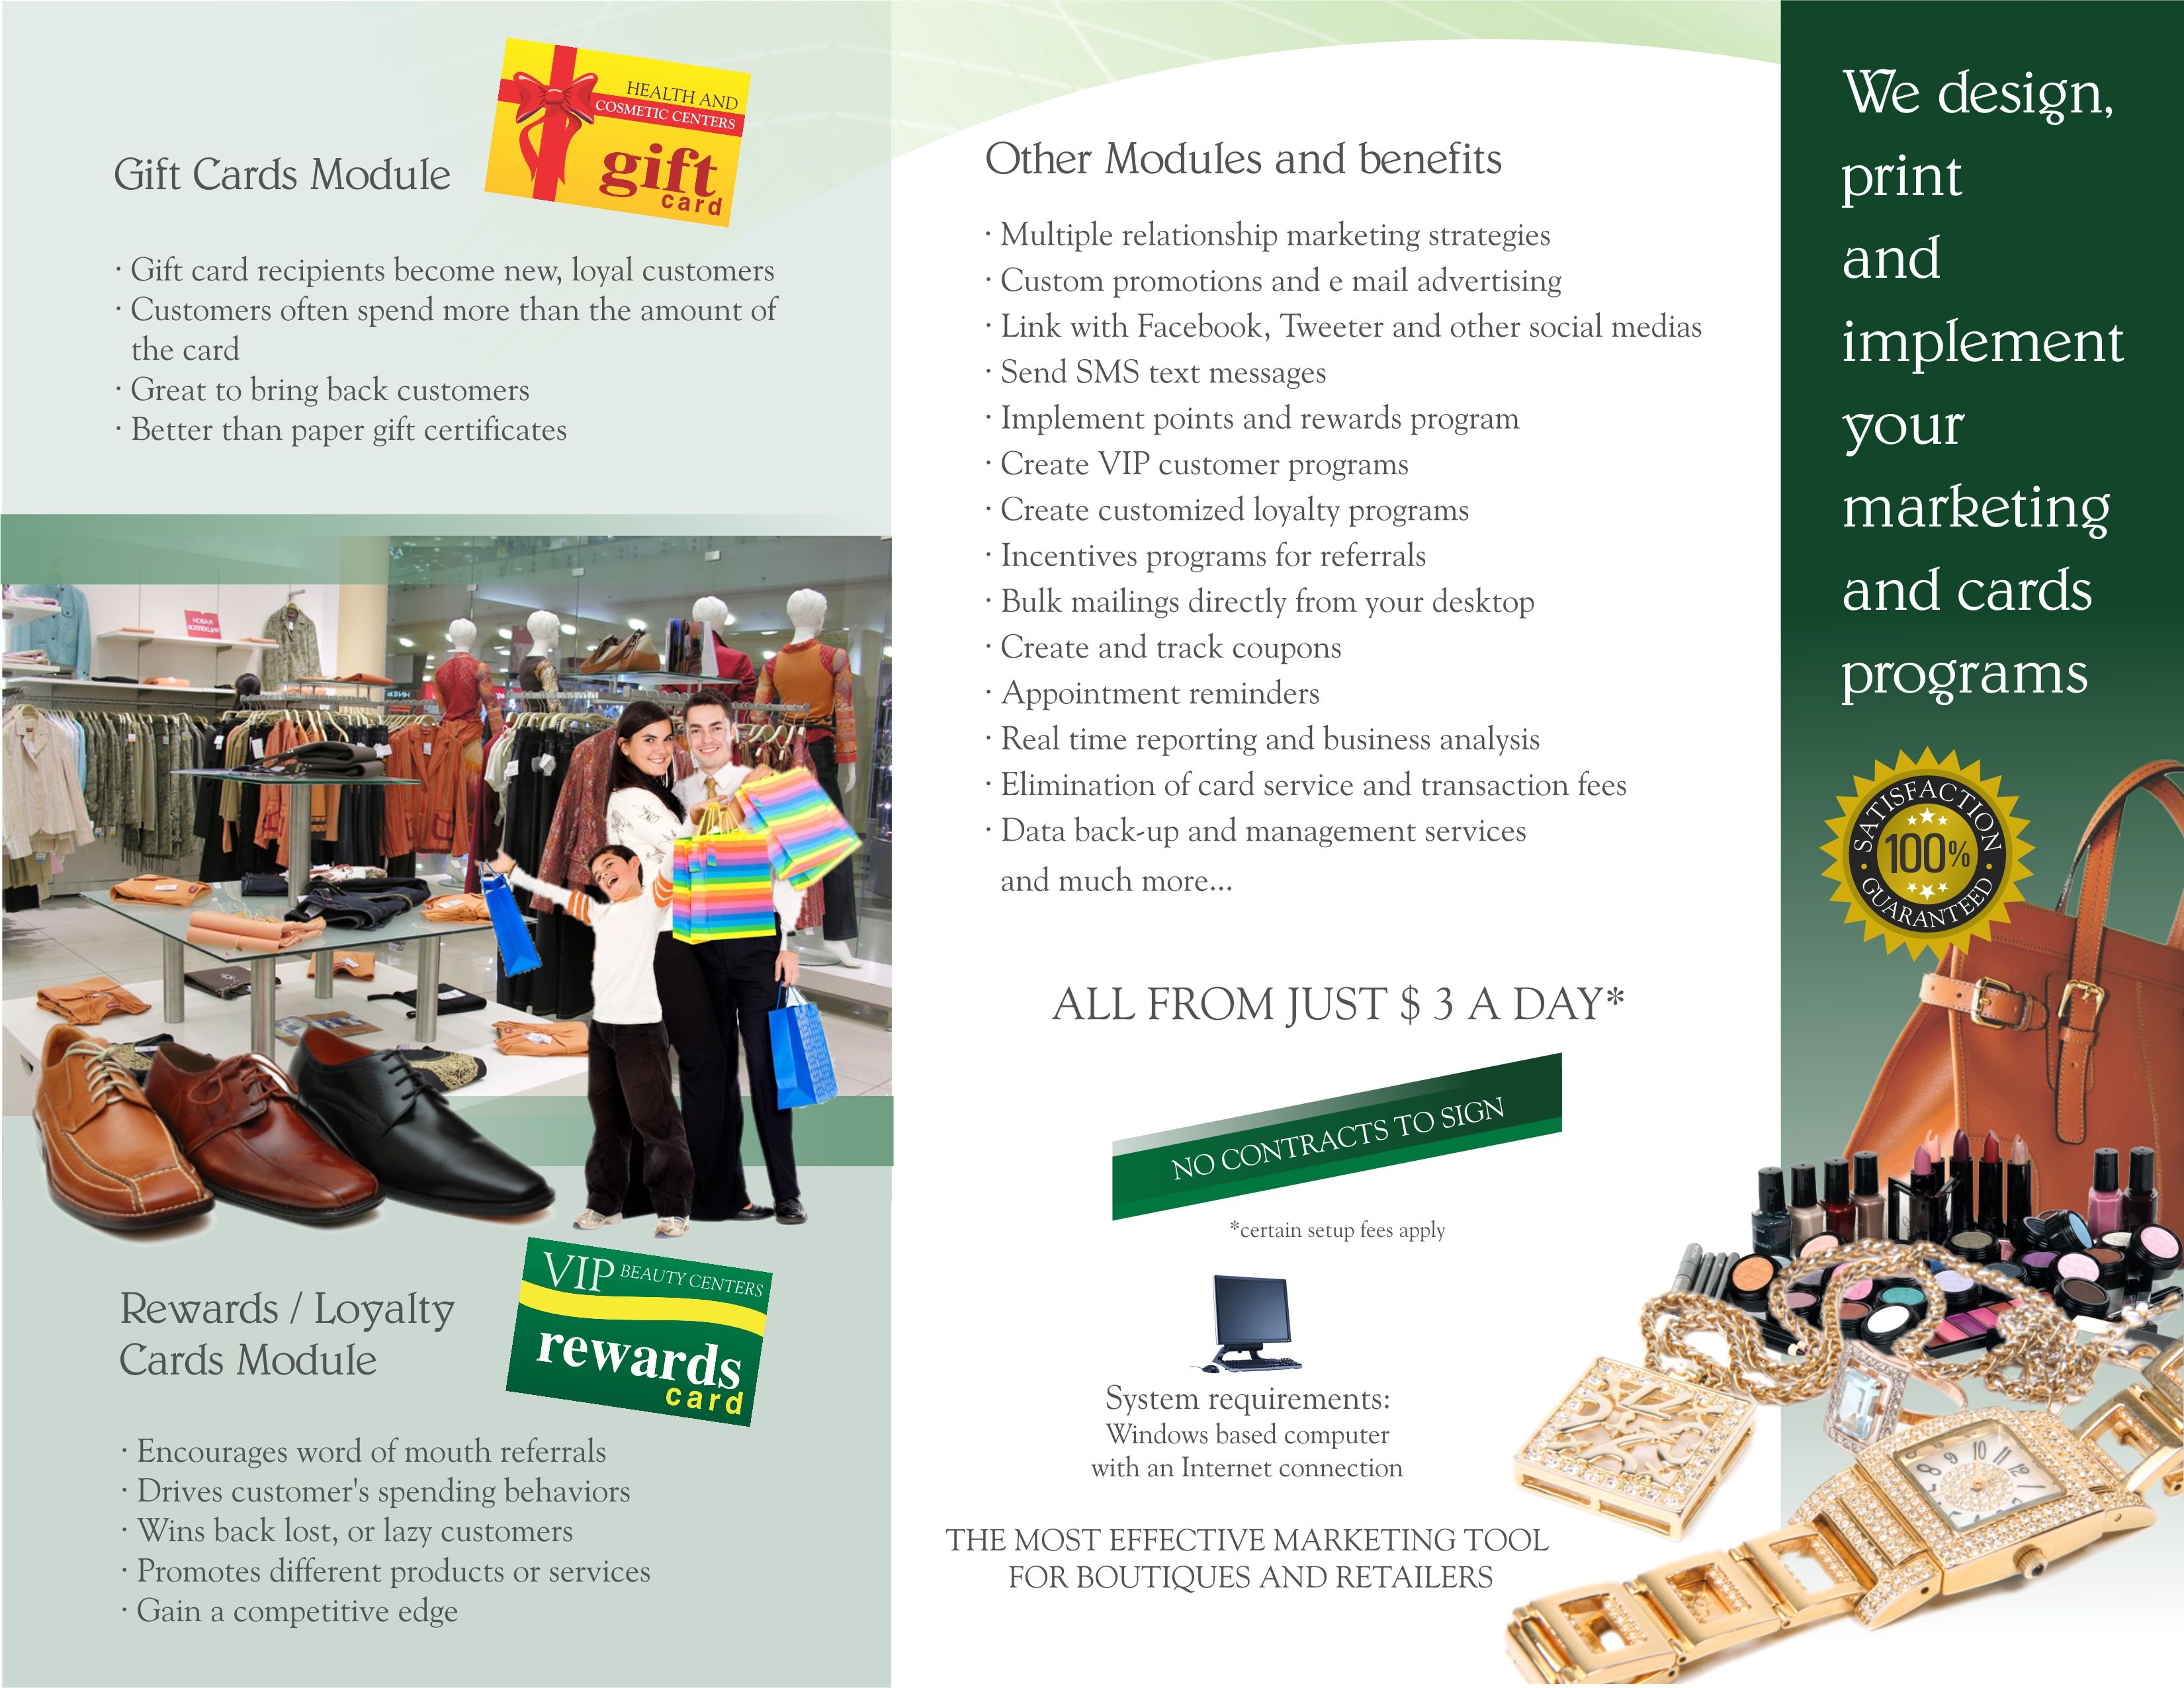 Gift Cards Module
HEALTH AND
COSMETIC CENTERS
gift
card
· Gift card recipients become new, loyal customers
· Customers often spend more than the amount of
the card
· Great to bring back customers
· Better than paper gift certificates
НОВАЯ
КОЛЛЕКЦИЯ
Rewards / Loyalty
Cards Module
VIP BEAUTY CENTERS
rewards
card
· Encourages word of mouth referrals
· Drives customer's spending behaviors
· Wins back lost, or lazy customers
· Promotes different products or services
· Gain a competitive edge
Other Modules and benefits
· Multiple relationship marketing strategies
· Custom promotions and e mail advertising
· Link with Facebook, Tweeter and other social medias
· Send SMS text messages
· Implement points and rewards program
· Create VIP customer programs
· Create customized loyalty programs
· Incentives programs for referrals
· Bulk mailings directly from your desktop
· Create and track coupons
· Appointment reminders
· Real time reporting and business analysis
· Elimination of card service and transaction fees
· Data back-up and management services
and much more...
ALL FROM JUST $ 3 A DAY*
NO CONTRACTS TO SIGN
*certain setup fees apply
System requirements:
Windows based computer
with an Internet connection
THE MOST EFFECTIVE MARKETING TOOL
FOR BOUTIQUES AND RETAILERS
We design,
print
and
implement
your
marketing
and cards
programs
SATISFACTION
100%
GUARANTEED